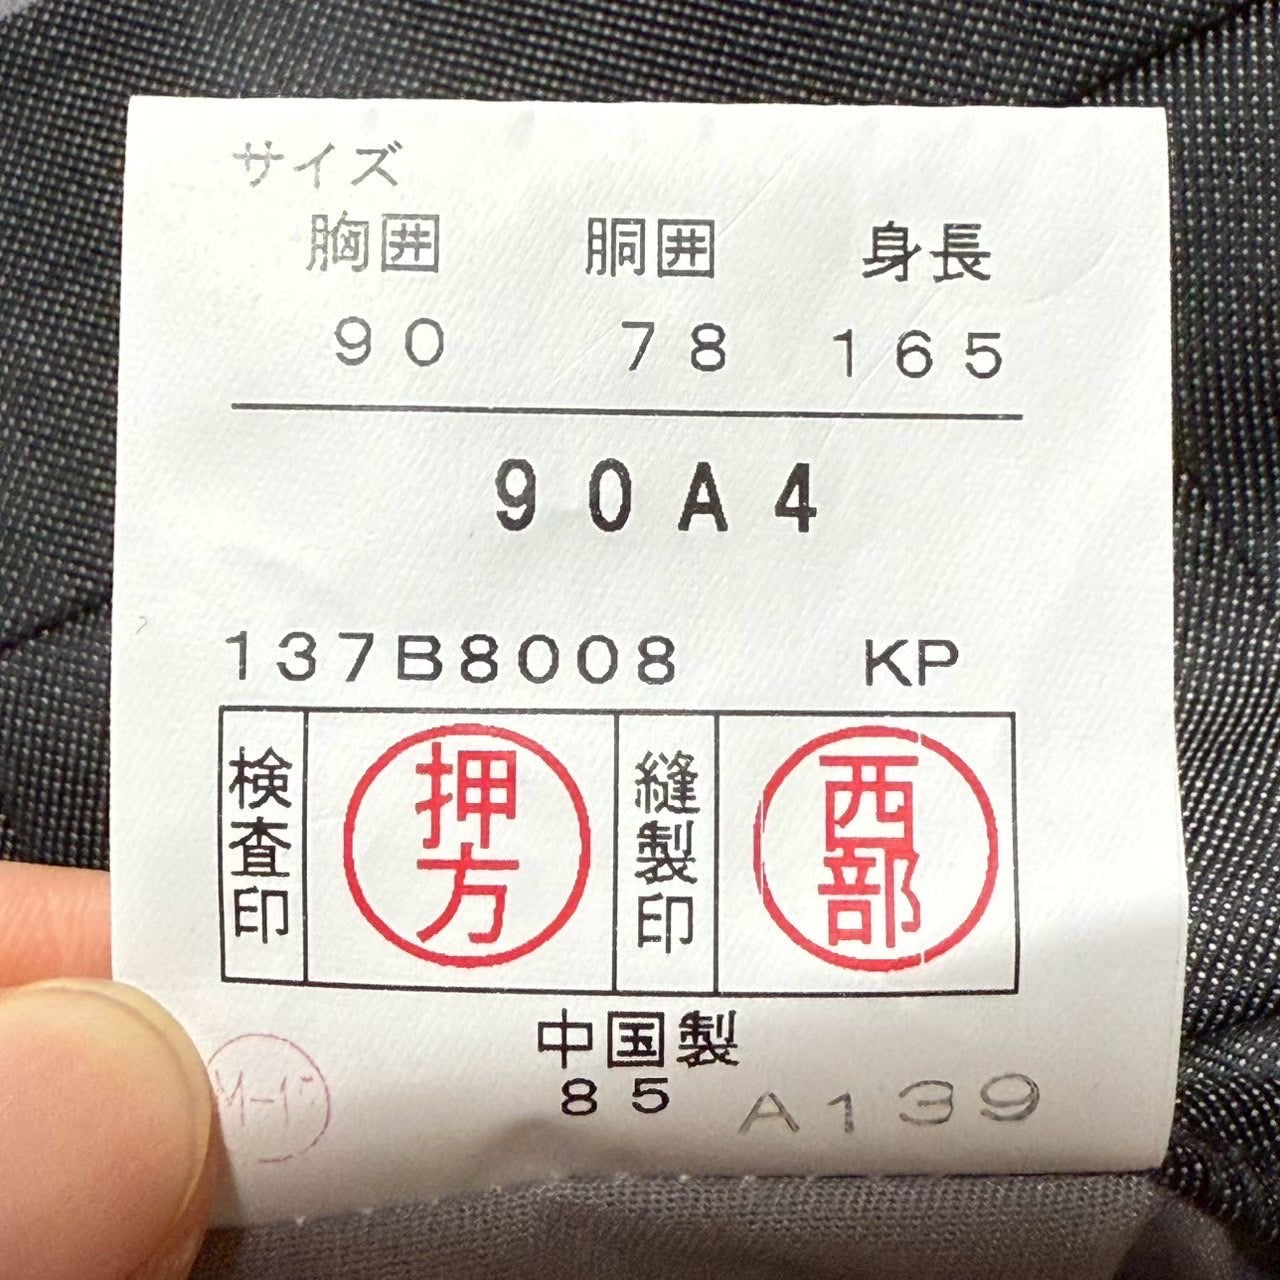 サイズ
胸囲 胴囲 身長
90 78 165
90A4
137B8008 KP
検査印 押方 縫製印 西部
中国製
85 A139